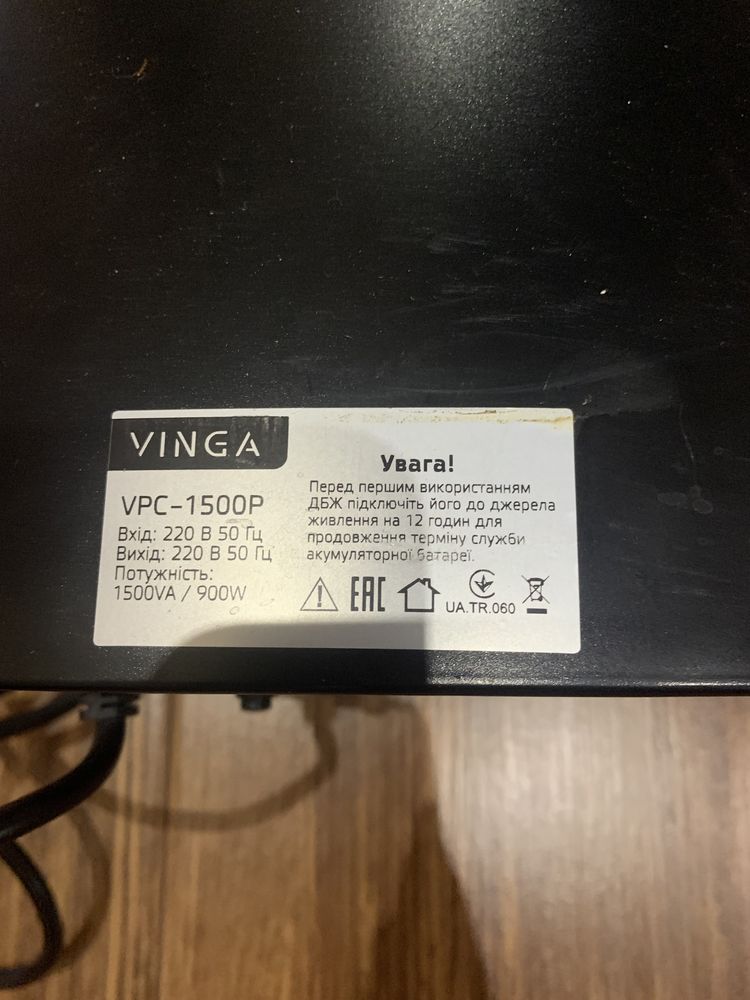 VINGA
VPC-1500P
Вхід: 220 В 50 Гц
Вихід: 220 В 50 Гц
Потужність:
1500VA / 900W
Увага!
Перед першим використанням
ДБЖ підключіть його до джерела
живлення на 12 годин для
продовження терміну служби
акумуляторної батареї.
EAC
UA.TR.060